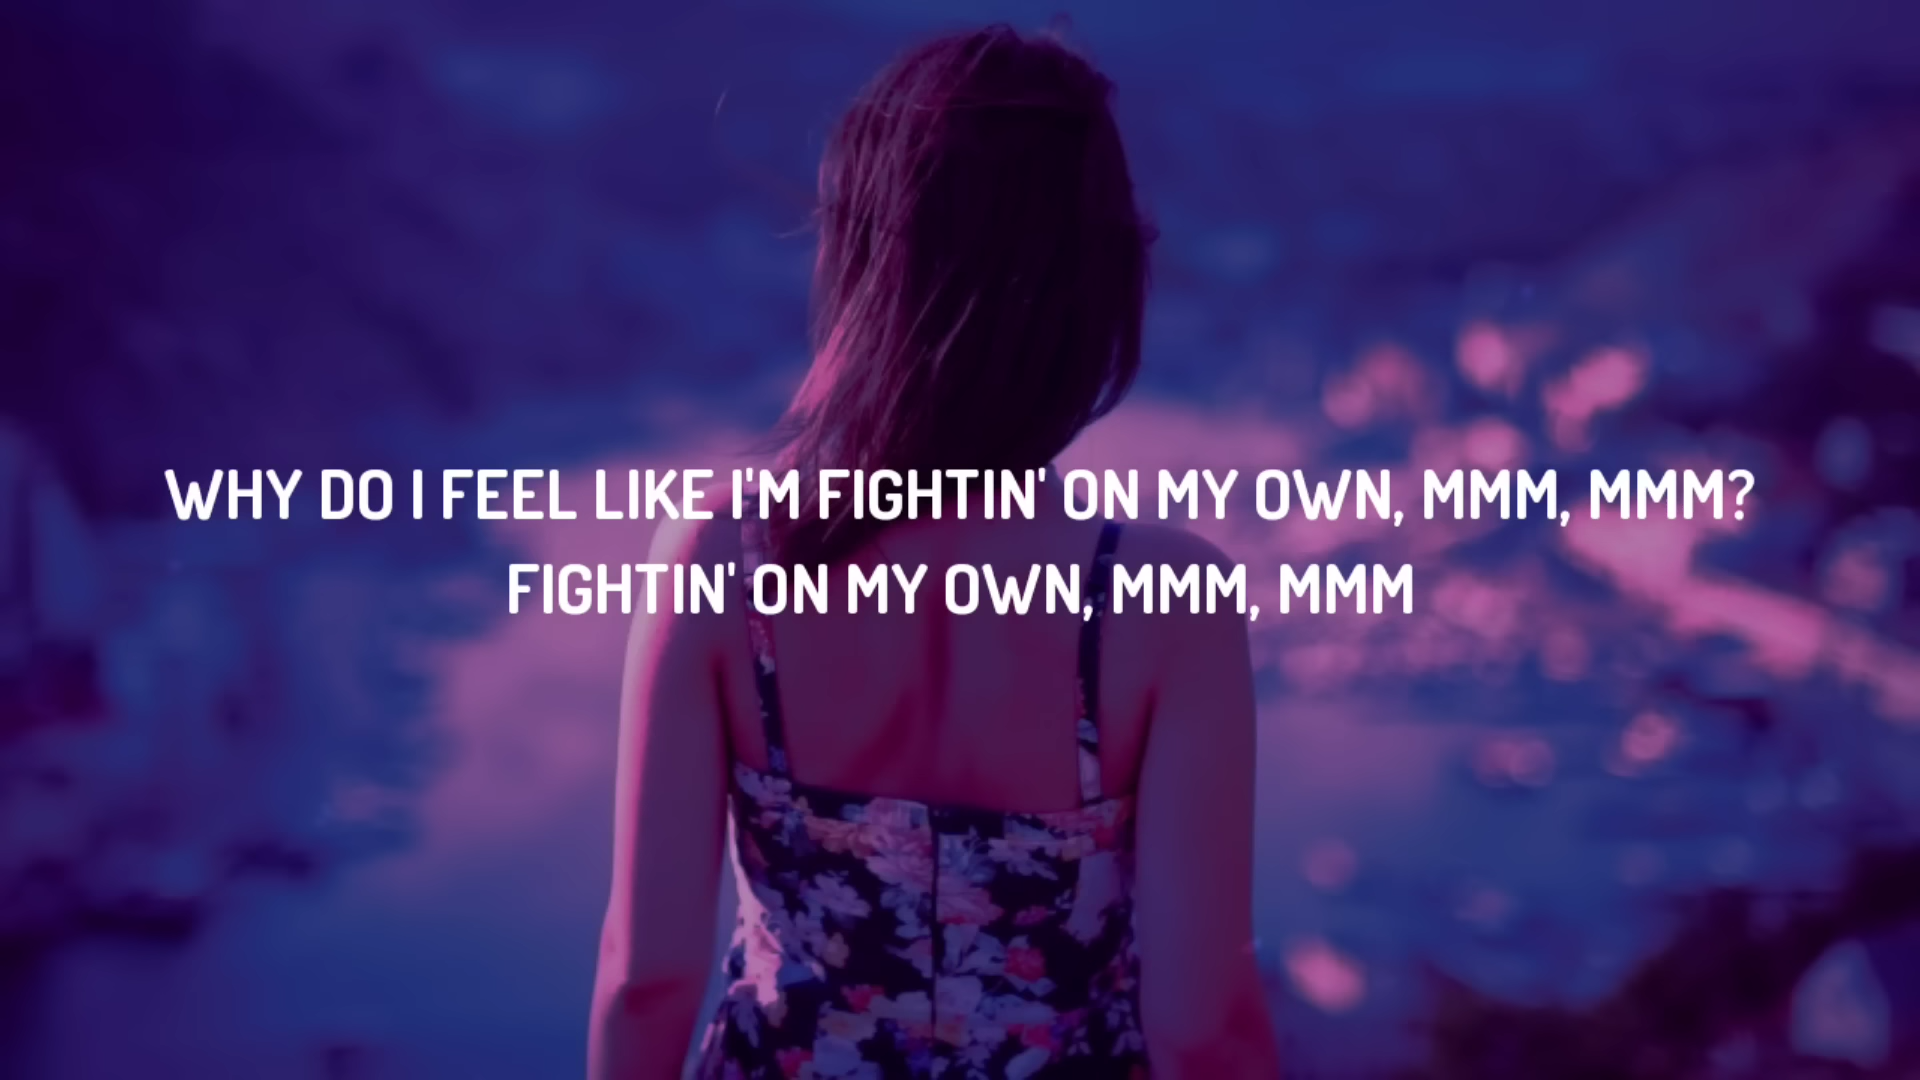 WHY DO I FEEL LIKE I'M FIGHTIN' ON MY OWN, MMM, MMM?
FIGHTIN' ON MY OWN, MMM, MMM